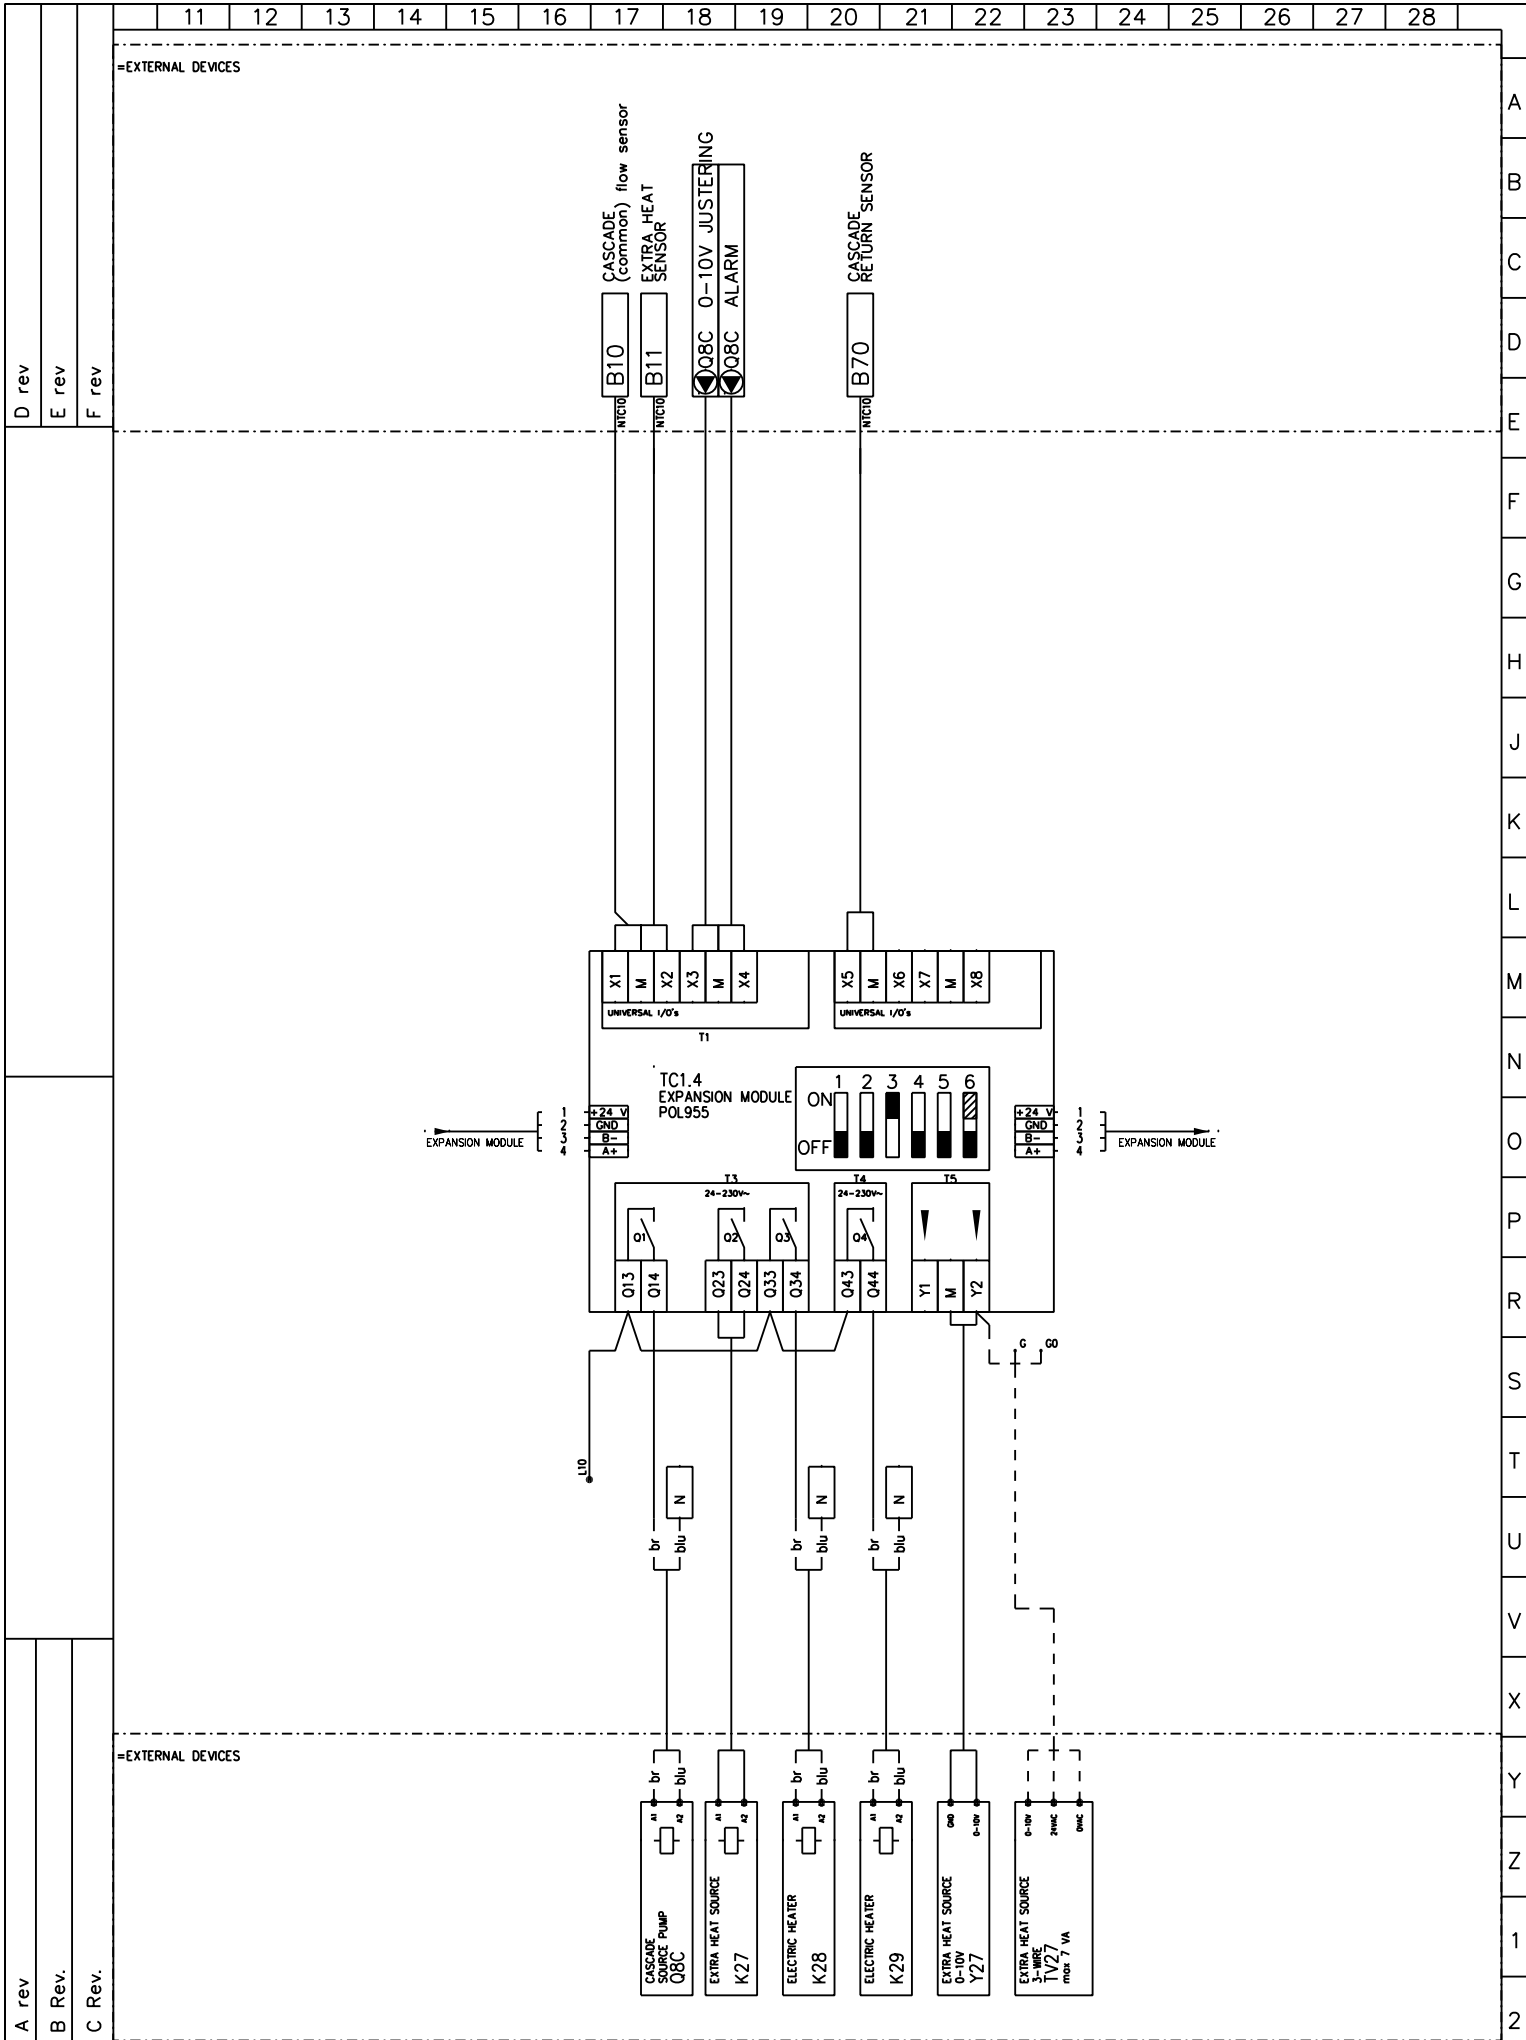 11 12 13 14 15 16 17 18 19 20 21 22 23 24 25 26 27 28
A
B
C
D
E
F
G
H
J
K
L
M
N
O
P
R
S
T
U
V
X
Y
Z
1
2
D rev
E rev
F rev
A rev
B Rev.
C Rev.
=EXTERNAL DEVICES
CASCADE
(common) flow sensor
B10
NTC10
EXTRA HEAT
SENSOR
B11
NTC10
Q8C 0-10V JUSTERING
Q8C ALARM
CASCADE
RETURN SENSOR
B70
NTC10
X1 M X2 X3 M X4
UNIVERSAL I/O's
T1
X5 M X6 X7 M X8
UNIVERSAL I/O's
TC1.4
EXPANSION MODULE
POL955
1 2 3 4 5 6
ON
OFF
EXPANSION MODULE
1 +24 V
2 GND
3 B-
4 A+
+24 V 1
GND 2
B- 3
A+ 4
EXPANSION MODULE
T3
24-230V~
T4
24-230V~
T5
Q1
Q2
Q3
Q4
Q13 Q14 Q23 Q24 Q33 Q34 Q43 Q44 Y1 M Y2
G G0
L10
N
N
N
br
blu
br
blu
br
blu
=EXTERNAL DEVICES
br
blu
br
blu
br
blu
A1
A2
CASCADE
SOURCE PUMP
Q8C
A1
A2
EXTRA HEAT SOURCE
K27
A1
A2
ELECTRIC HEATER
K28
A1
A2
ELECTRIC HEATER
K29
GND
0-10V
EXTRA HEAT SOURCE
0-10V
Y27
0-10V
24VAC
0VAC
EXTRA HEAT SOURCE
3-WIRE
TV27
max 7 VA